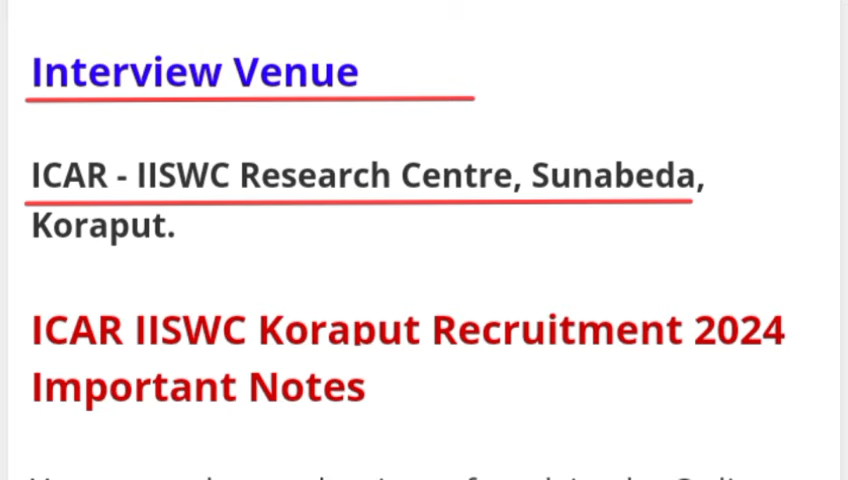 Interview Venue
ICAR - IISWC Research Centre, Sunabeda,
Koraput.
ICAR IISWC Koraput Recruitment 2024
Important Notes